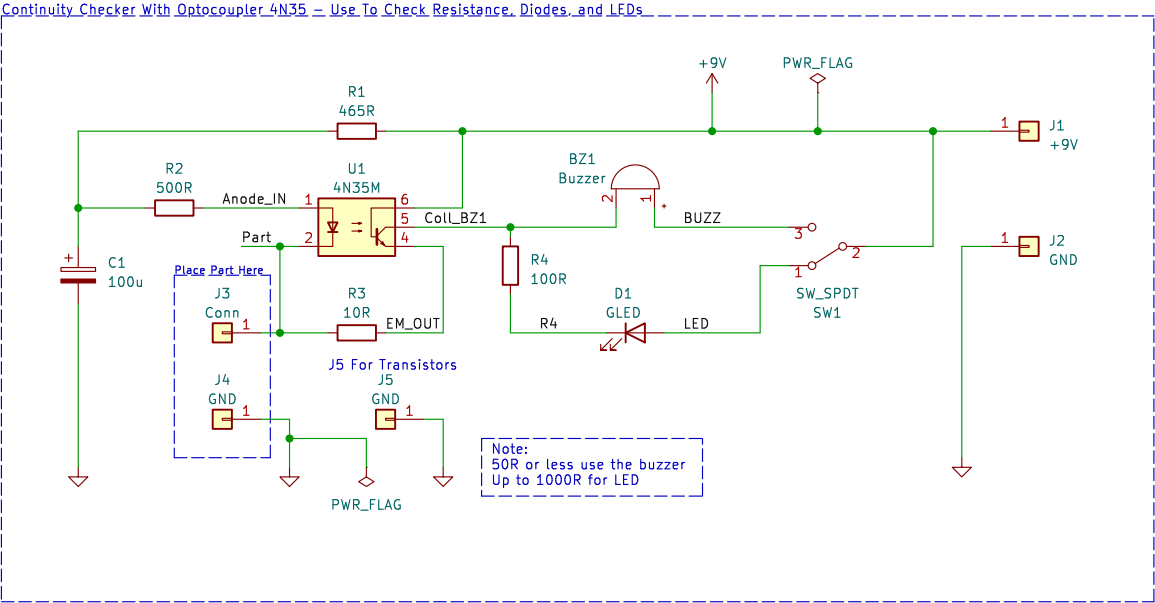 Continuity Checker With Optocoupler 4N35 – Use To Check Resistance, Diodes, and LEDs
+9V
PWR_FLAG
R1
465R
1
J1
+9V
R2
500R
Anode_IN
U1
4N35M
1
2
6
5
4
Coll_BZ1
BZ1
Buzzer
2
1
+
BUZZ
3
2
1
SW_SPDT
SW1
1
J2
GND
Part
+
C1
100u
Place Part Here
J3
Conn
1
R3
10R
EM_OUT
R4
100R
R4
D1
GLED
LED
J5 For Transistors
J4
GND
1
J5
GND
1
PWR_FLAG
Note:
50R or less use the buzzer
Up to 1000R for LED